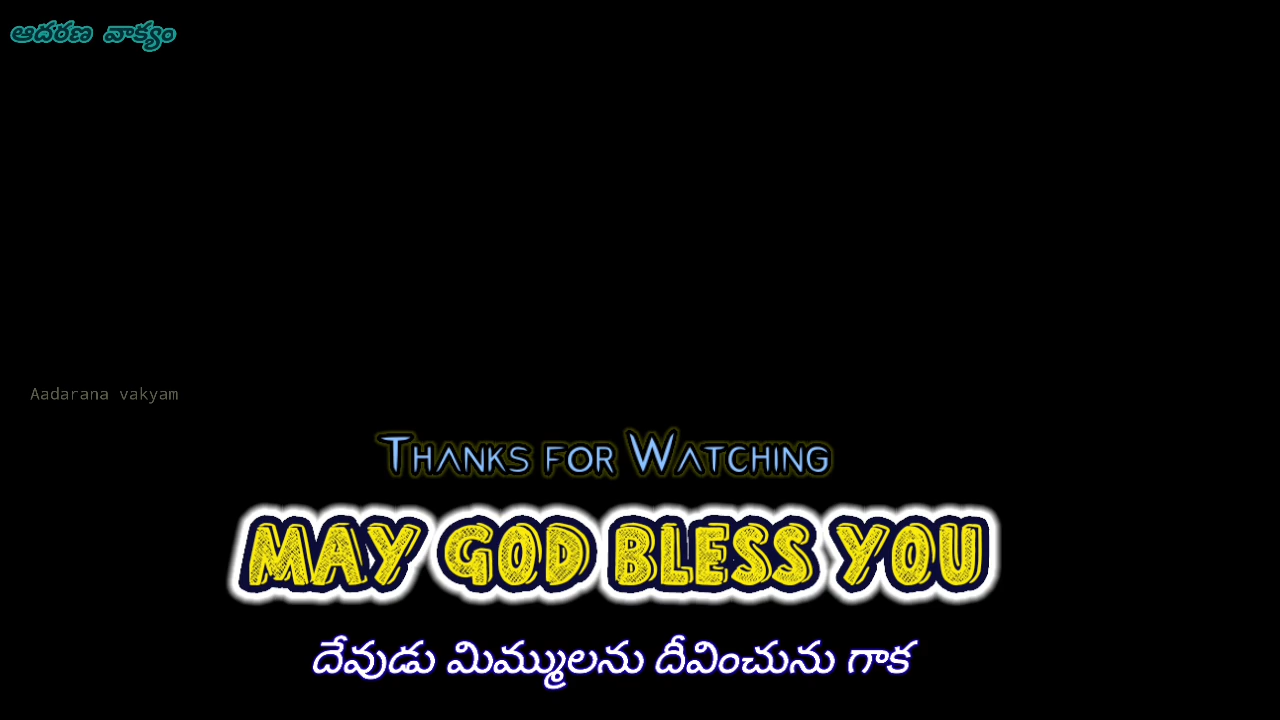 ఆదరణ వాక్యం
Aadarana vakyam
Thanks for Watching
MAY GOD BLESS YOU
దేవుడు మిమ్ములను దీవించును గాక